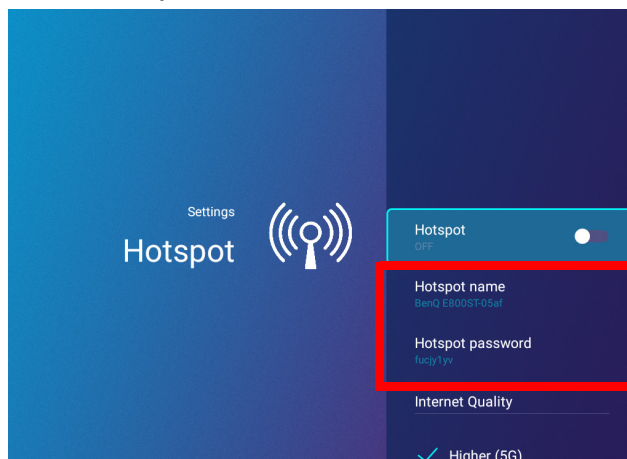 Settings
Hotspot
Hotspot
OFF
Hotspot name
BenQ E800ST-05af
Hotspot password
fucjy1yv
Internet Quality
Higher (5G)